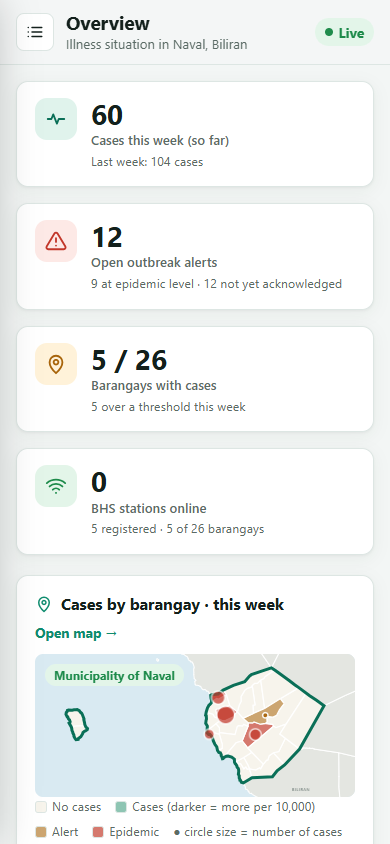 Overview
Illness situation in Naval, Biliran
Live
60
Cases this week (so far)
Last week: 104 cases
12
Open outbreak alerts
9 at epidemic level · 12 not yet acknowledged
5 / 26
Barangays with cases
5 over a threshold this week
0
BHS stations online
5 registered · 5 of 26 barangays
Cases by barangay · this week
Open map →
Municipality of Naval
BILIRAN
No cases
Cases (darker = more per 10,000)
Alert
Epidemic
● circle size = number of cases